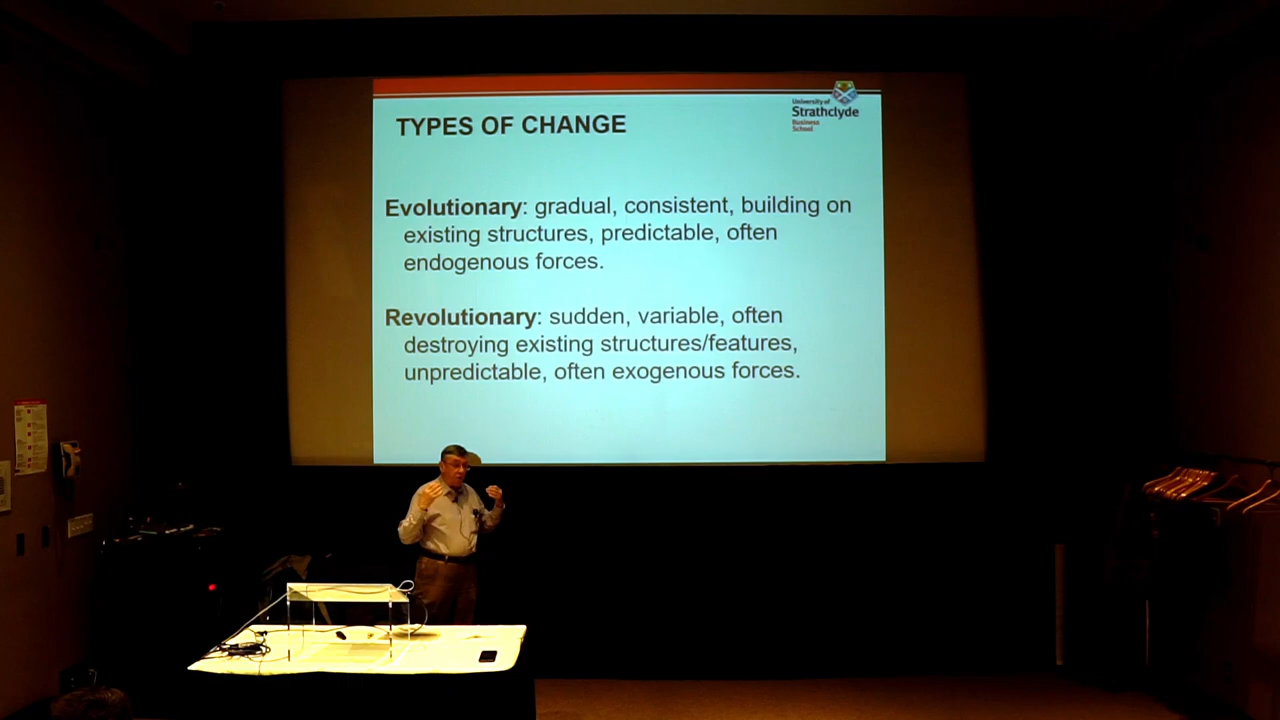 University of
Strathclyde
Business
School
TYPES OF CHANGE
Evolutionary: gradual, consistent, building on
existing structures, predictable, often
endogenous forces.
Revolutionary: sudden, variable, often
destroying existing structures/features,
unpredictable, often exogenous forces.